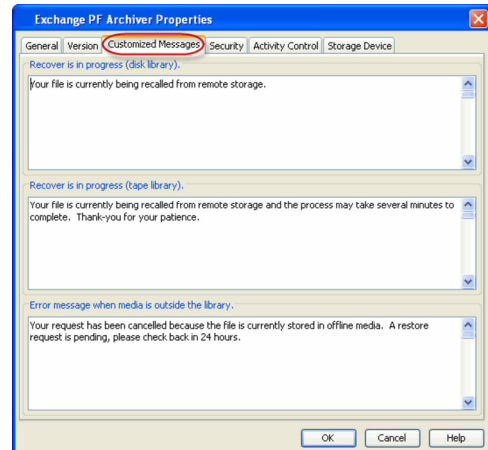 Exchange PF Archiver Properties
General Version Customized Messages Security Activity Control Storage Device
Recover is in progress (disk library).
Your file is currently being recalled from remote storage.
Recover is in progress (tape library).
Your file is currently being recalled from remote storage and the process may take several minutes to
complete.  Thank-you for your patience.
Error message when media is outside the library.
Your request has been cancelled because the file is currently stored in offline media.  A restore
request is pending, please check back in 24 hours.
OK Cancel Help